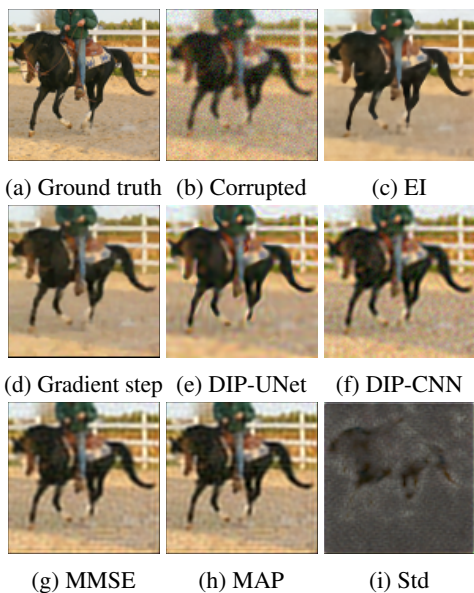 (a) Ground truth (b) Corrupted (c) EI
(d) Gradient step (e) DIP-UNet (f) DIP-CNN
(g) MMSE (h) MAP (i) Std